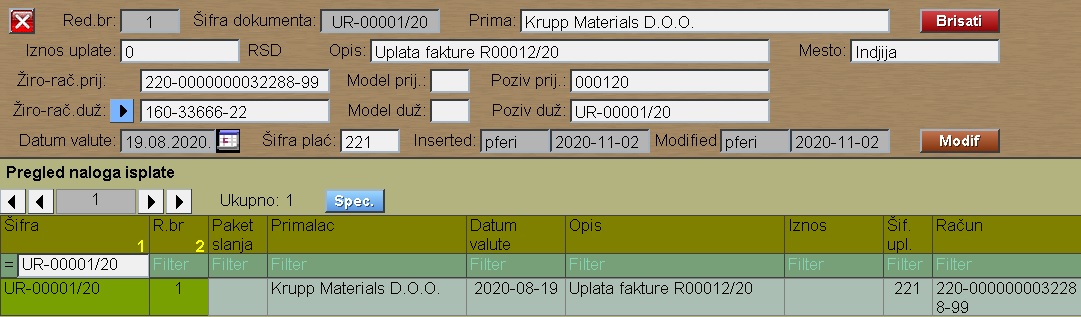 Red.br: 1 Šifra dokumenta: UR-00001/20 Prima: Krupp Materials D.O.O. Brisati
Iznos uplate: 0 RSD Opis: Uplata fakture R00012/20 Mesto: Indjija
Žiro-rač.prij: 220-0000000032288-99 Model prij.: Poziv prij.: 000120
Žiro-rač.duž: 160-33666-22 Model duž: Poziv duž: UR-00001/20
Datum valute: 19.08.2020. Šifra plać: 221 Inserted: pferi 2020-11-02 Modified pferi 2020-11-02 Modif
Pregled naloga isplate
1 Ukupno: 1 Spec.
Šifra R.br Paket Primalac Datum Opis Iznos Šif. Račun
1 2 slanja valute upl.
= UR-00001/20 Filter Filter Filter Filter Filter Filter Filter Filter
UR-00001/20 1 Krupp Materials D.O.O. 2020-08-19 Uplata fakture R00012/20 221 220-000000003228
8-99